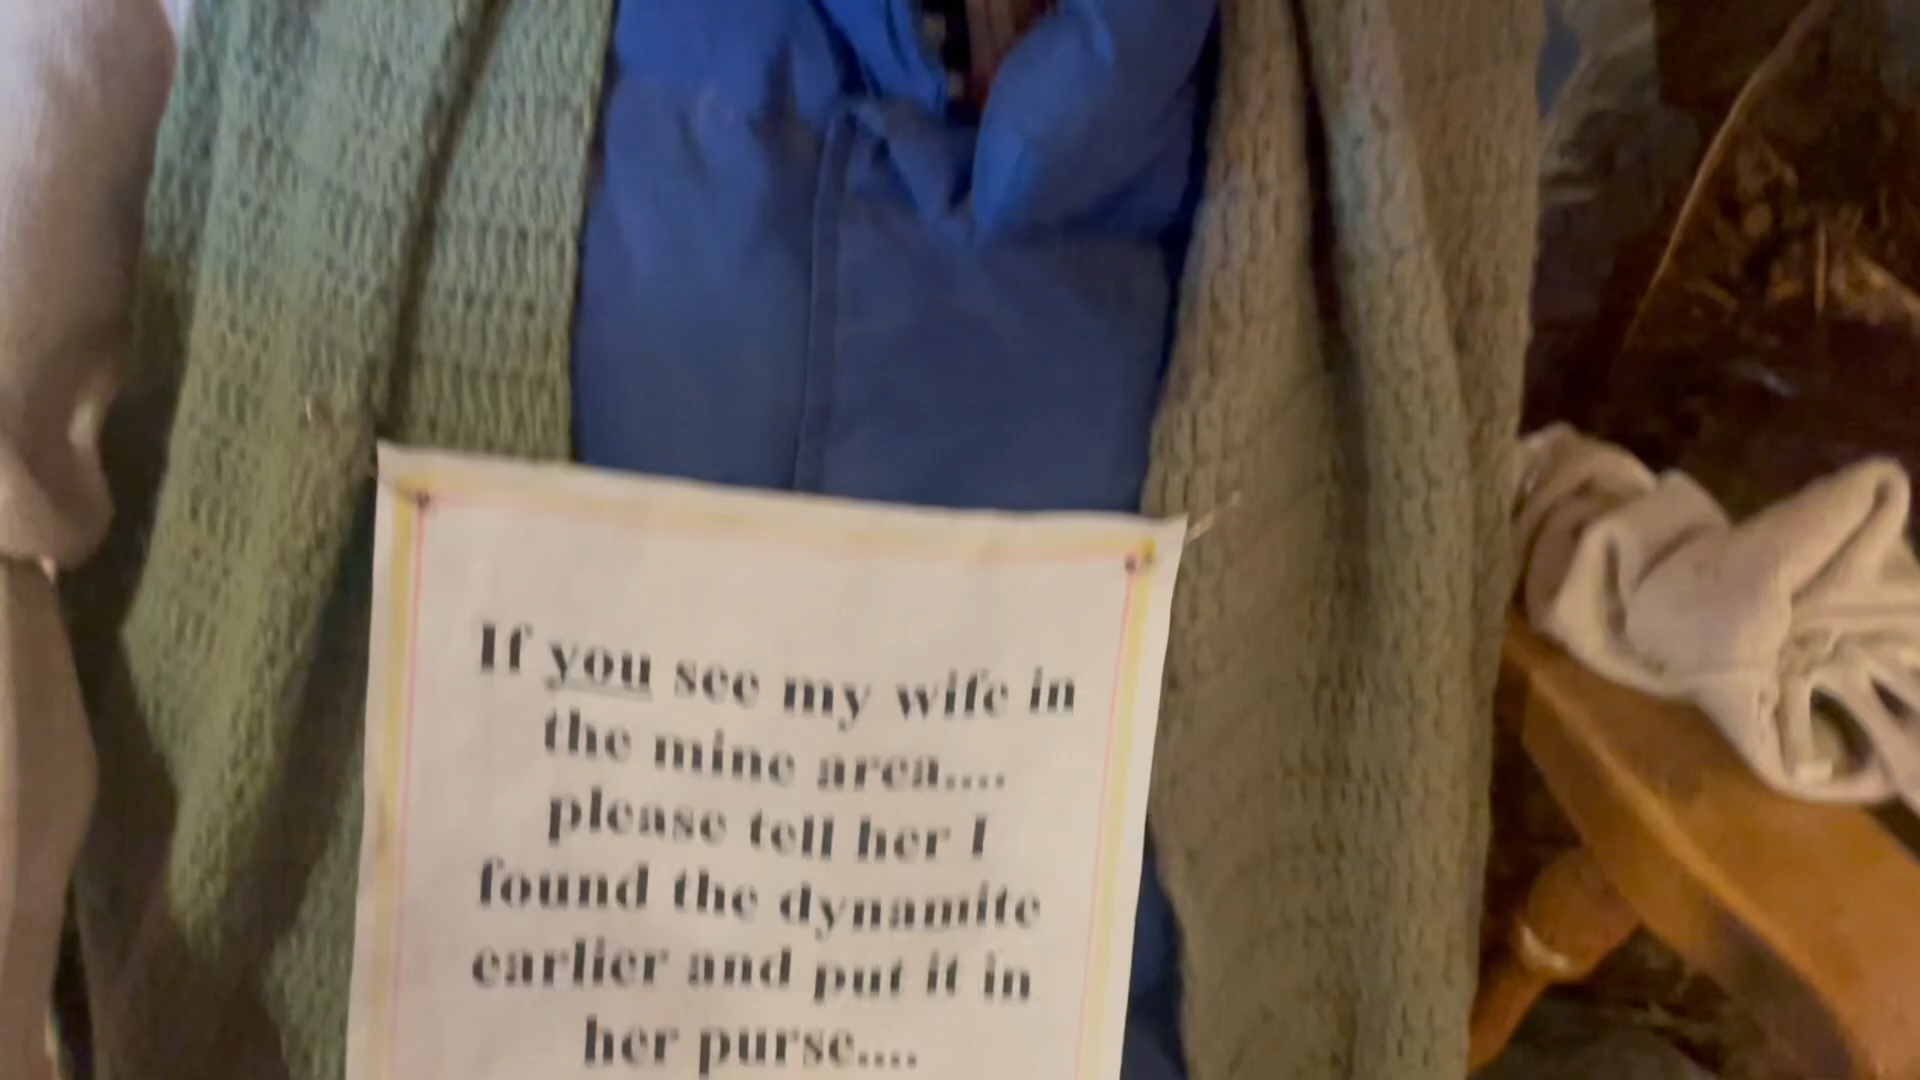 If you see my wife in
the mine area....
please tell her I
found the dynamite
earlier and put it in
her purse....